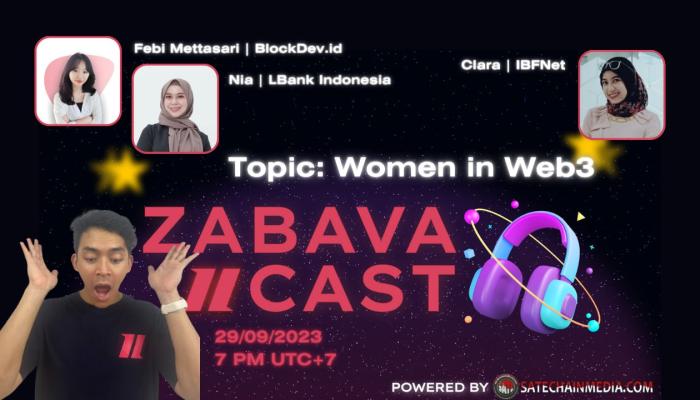 Febi Mettasari | BlockDev.id
Nia | LBank Indonesia
Clara | IBFNet
Topic: Women in Web3
ZABAVA
CAST
29/09/2023
7 PM UTC+7
POWERED BY SATECHAINMEDIA.COM